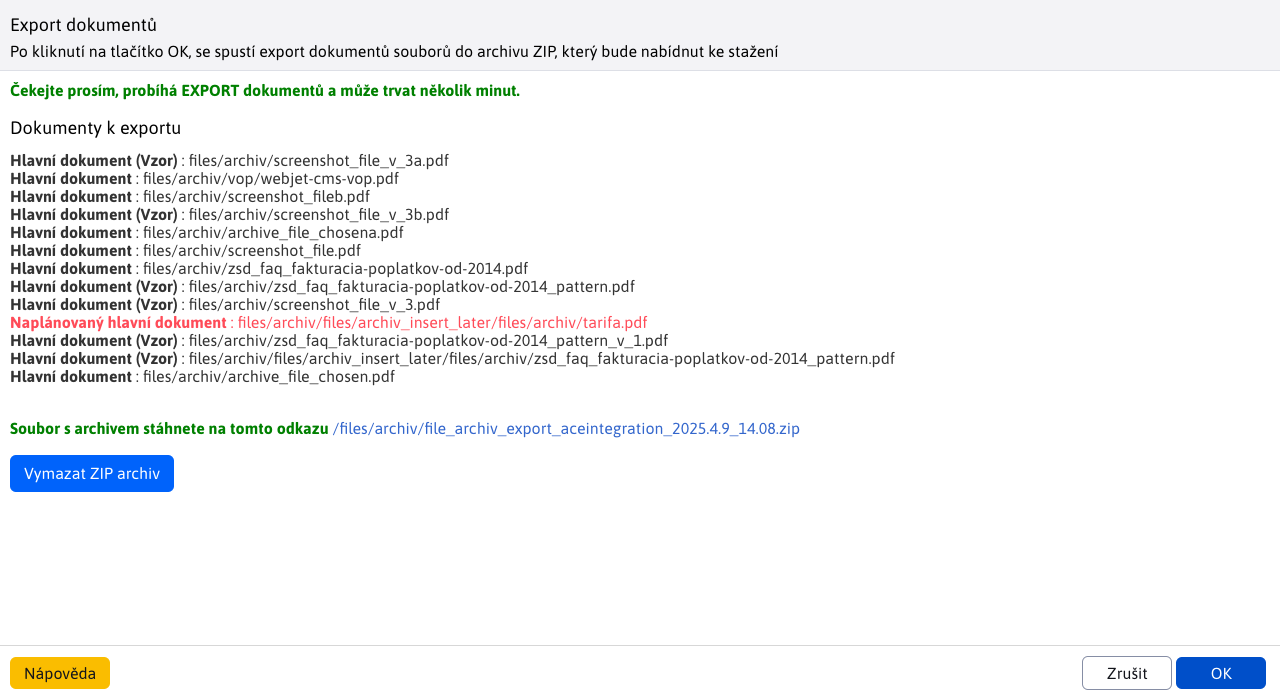 Export dokumentů
Po kliknutí na tlačítko OK, se spustí export dokumentů souborů do archivu ZIP, který bude nabídnut ke stažení
Čekejte prosím, probíhá EXPORT dokumentů a může trvat několik minut.
Dokumenty k exportu
Hlavní dokument (Vzor) : files/archiv/screenshot_file_v_3a.pdf
Hlavní dokument : files/archiv/vop/webjet-cms-vop.pdf
Hlavní dokument : files/archiv/screenshot_fileb.pdf
Hlavní dokument (Vzor) : files/archiv/screenshot_file_v_3b.pdf
Hlavní dokument : files/archiv/archive_file_chosena.pdf
Hlavní dokument : files/archiv/screenshot_file.pdf
Hlavní dokument : files/archiv/zsd_faq_fakturacia-poplatkov-od-2014.pdf
Hlavní dokument (Vzor) : files/archiv/zsd_faq_fakturacia-poplatkov-od-2014_pattern.pdf
Hlavní dokument (Vzor) : files/archiv/screenshot_file_v_3.pdf
Naplánovaný hlavní dokument : files/archiv/files/archiv_insert_later/files/archiv/tarifa.pdf
Hlavní dokument (Vzor) : files/archiv/zsd_faq_fakturacia-poplatkov-od-2014_pattern_v_1.pdf
Hlavní dokument (Vzor) : files/archiv/files/archiv_insert_later/files/archiv/zsd_faq_fakturacia-poplatkov-od-2014_pattern.pdf
Hlavní dokument : files/archiv/archive_file_chosen.pdf
Soubor s archivem stáhnete na tomto odkazu /files/archiv/file_archiv_export_aceintegration_2025.4.9_14.08.zip
Vymazat ZIP archiv
Nápověda Zrušit OK